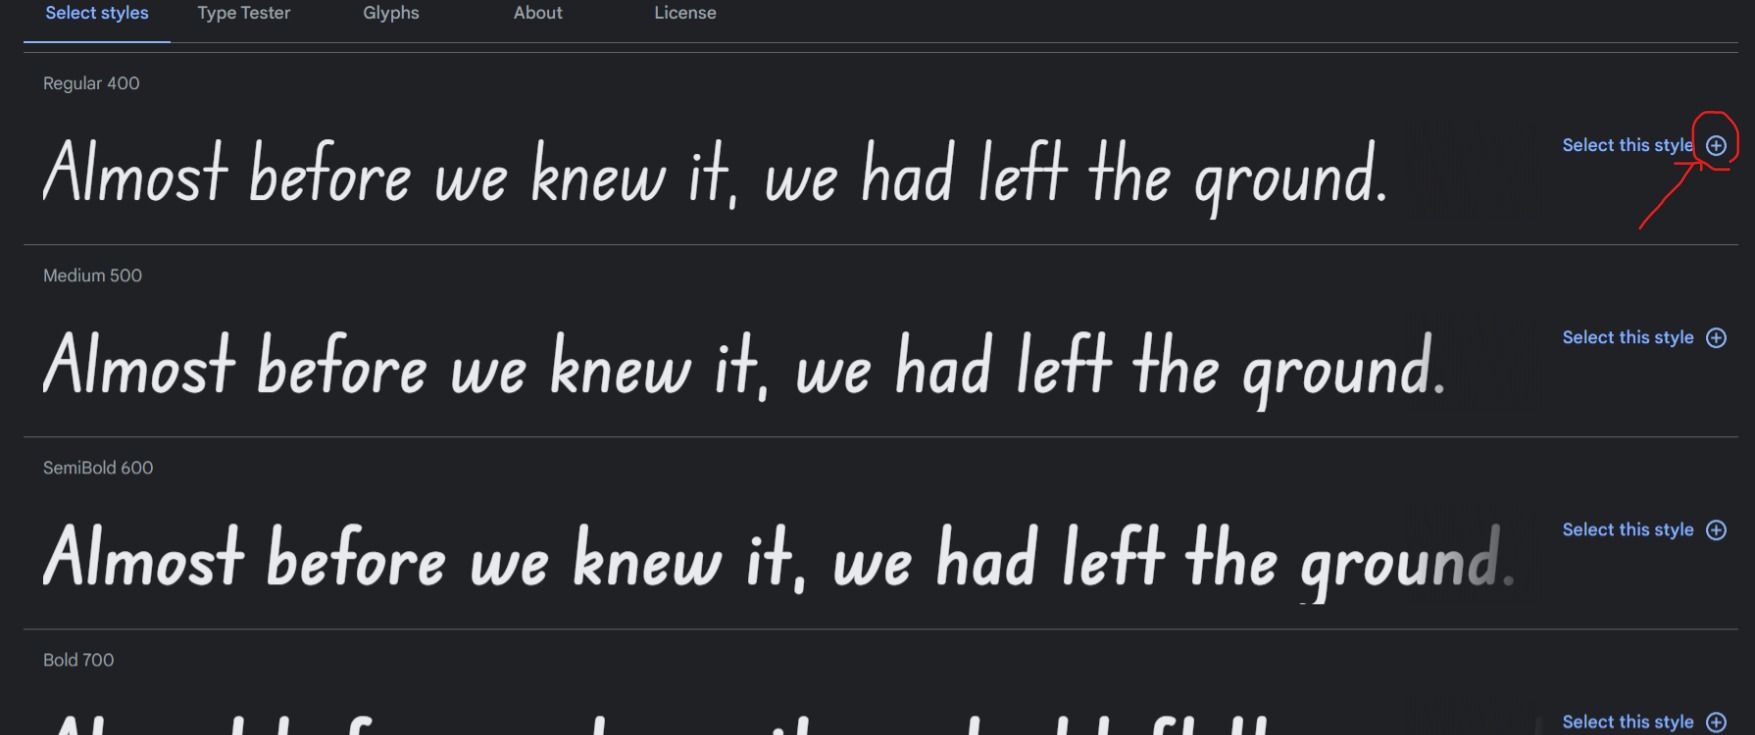 Select styles Type Tester Glyphs About License
Regular 400
Almost before we knew it, we had left the ground.
Select this style
Medium 500
Almost before we knew it, we had left the ground.
Select this style
SemiBold 600
Almost before we knew it, we had left the ground.
Select this style
Bold 700
Select this style